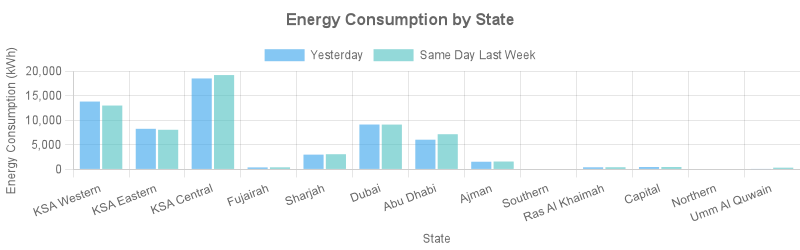 Energy Consumption by State
Yesterday
Same Day Last Week
Energy Consumption (kWh)
20,000
15,000
10,000
5,000
0
KSA Western
KSA Eastern
KSA Central
Fujairah
Sharjah
Dubai
Abu Dhabi
Ajman
Southern
Ras Al Khaimah
Capital
Northern
Umm Al Quwain
State